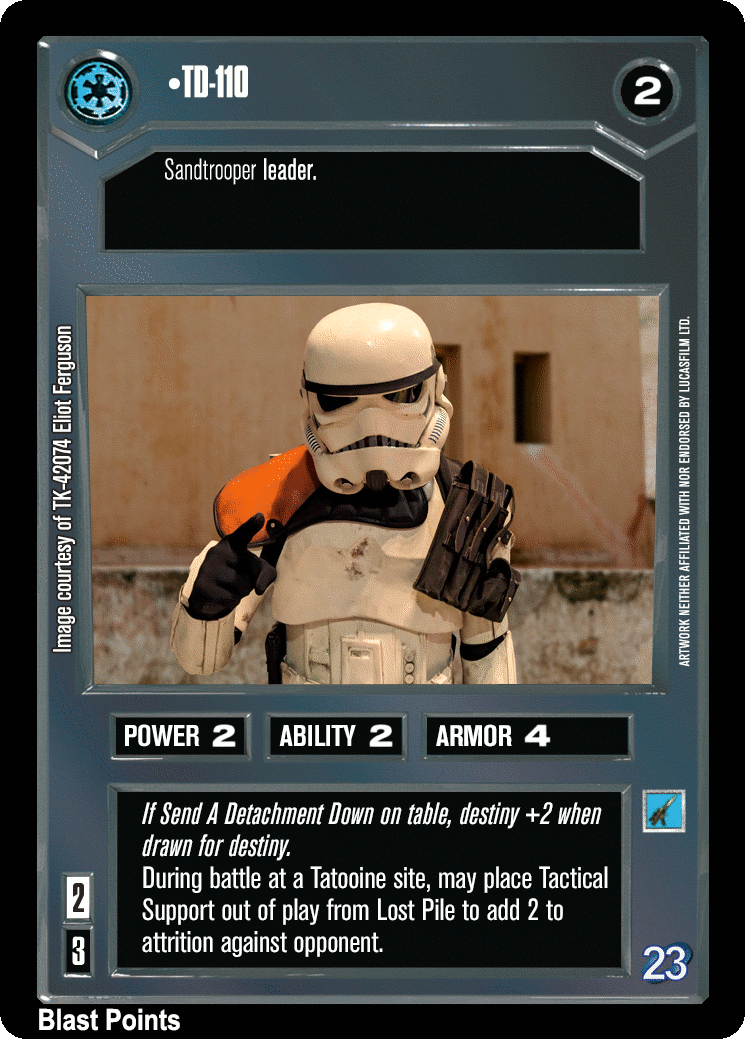 •TD-110
2
Sandtrooper leader.
Image courtesy of TK-42074 Eliot Ferguson
ARTWORK NEITHER AFFILIATED WITH NOR ENDORSED BY LUCASFILM LTD.
POWER 2
ABILITY 2
ARMOR 4
If Send A Detachment Down on table, destiny +2 when
drawn for destiny.
During battle at a Tatooine site, may place Tactical
Support out of play from Lost Pile to add 2 to
attrition against opponent.
2
3
23
Blast Points